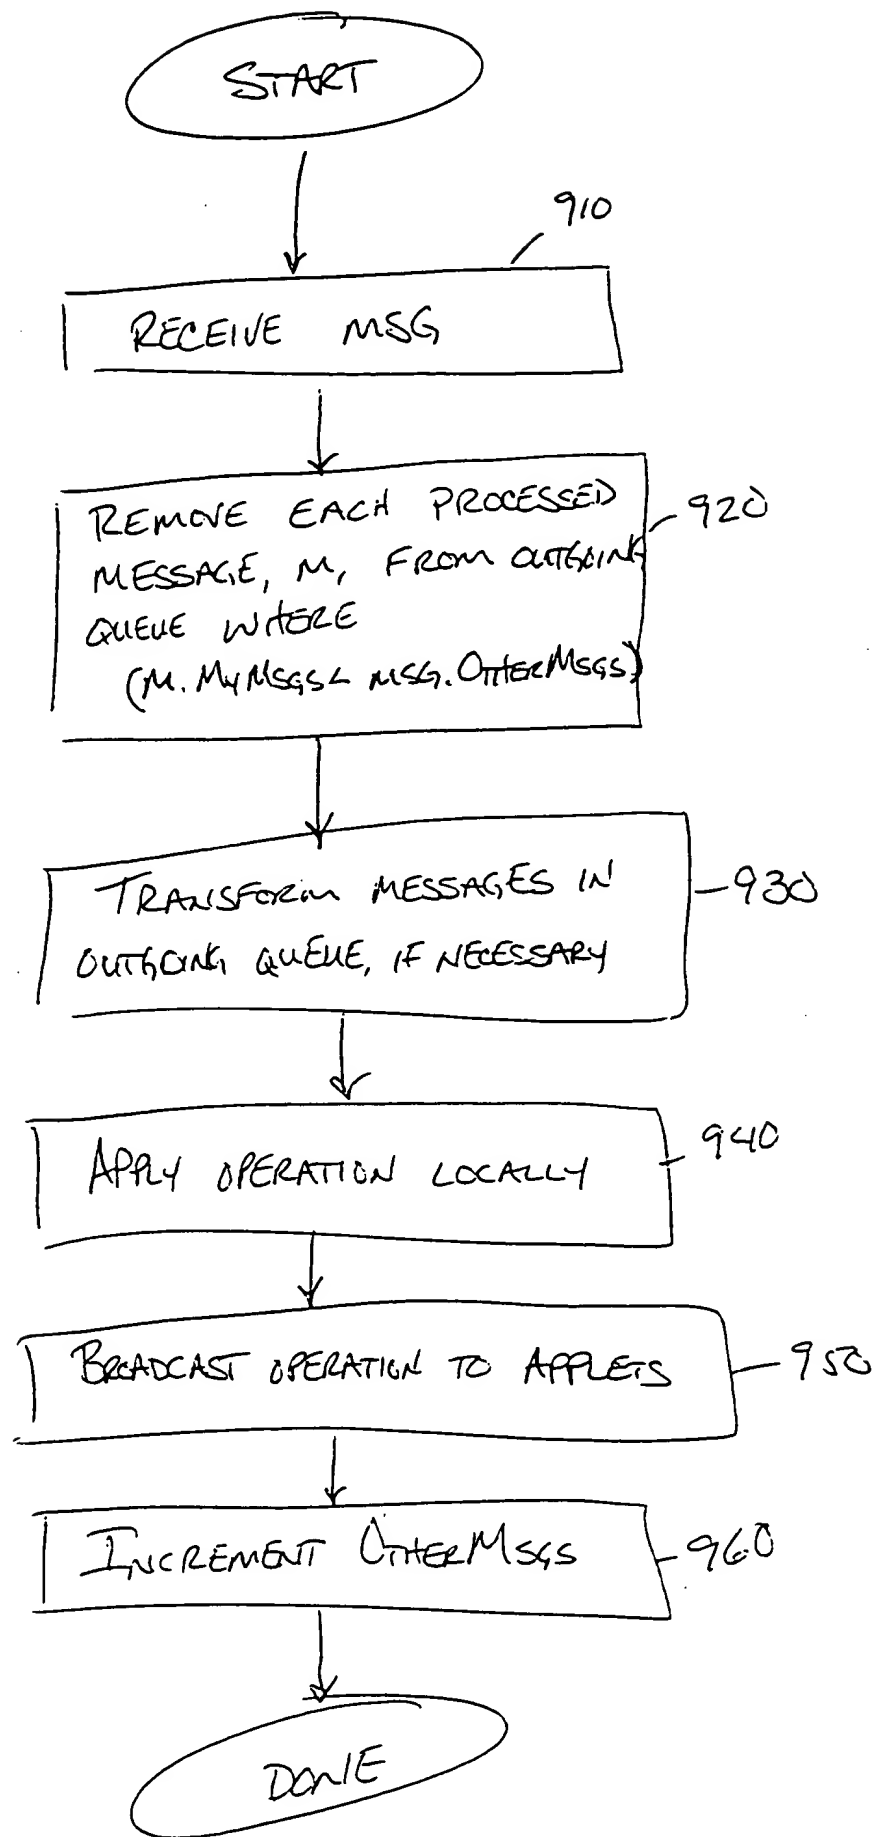 START
910
RECEIVE MSG
REMOVE EACH PROCESSED
920
MESSAGE, M, FROM OUTGOING
QUEUE WHERE
(M.MYMSGS < MSG.OTHERMSGS)
TRANSFORM MESSAGES IN
930
OUTGOING QUEUE, IF NECESSARY
APPLY OPERATION LOCALLY
940
BROADCAST OPERATION TO APPLETS
950
INCREMENT OTHERMSGS
960
DONE